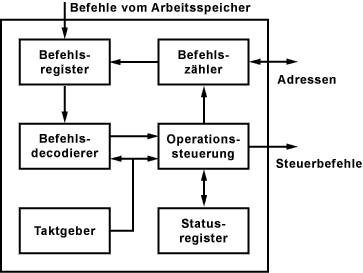 Befehle vom Arbeitsspeicher
Befehls-
register
Befehls-
zähler
Adressen
Befehls-
decodierer
Operations-
steuerung
Steuerbefehle
Taktgeber
Status-
register